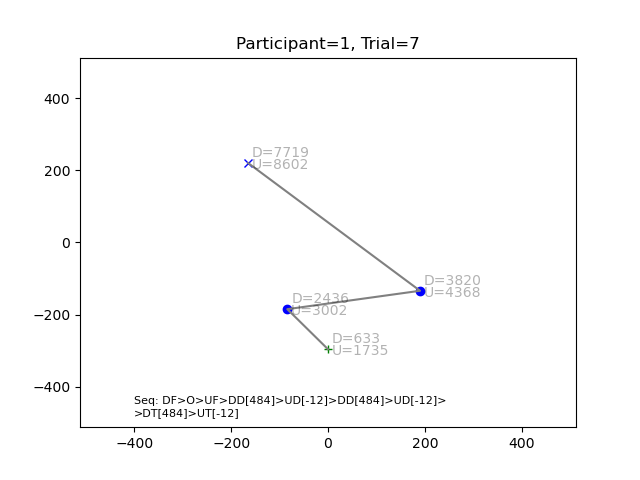 Participant=1, Trial=7
400
200
0
−200
−400
D=7719
U=8602
D=3820
U=4368
D=2436
U=3002
D=633
U=1735
Seq: DF>O>UF>DD[484]>UD[-12]>DD[484]>UD[-12]>
>DT[484]>UT[-12]
−400 −200 0 200 400